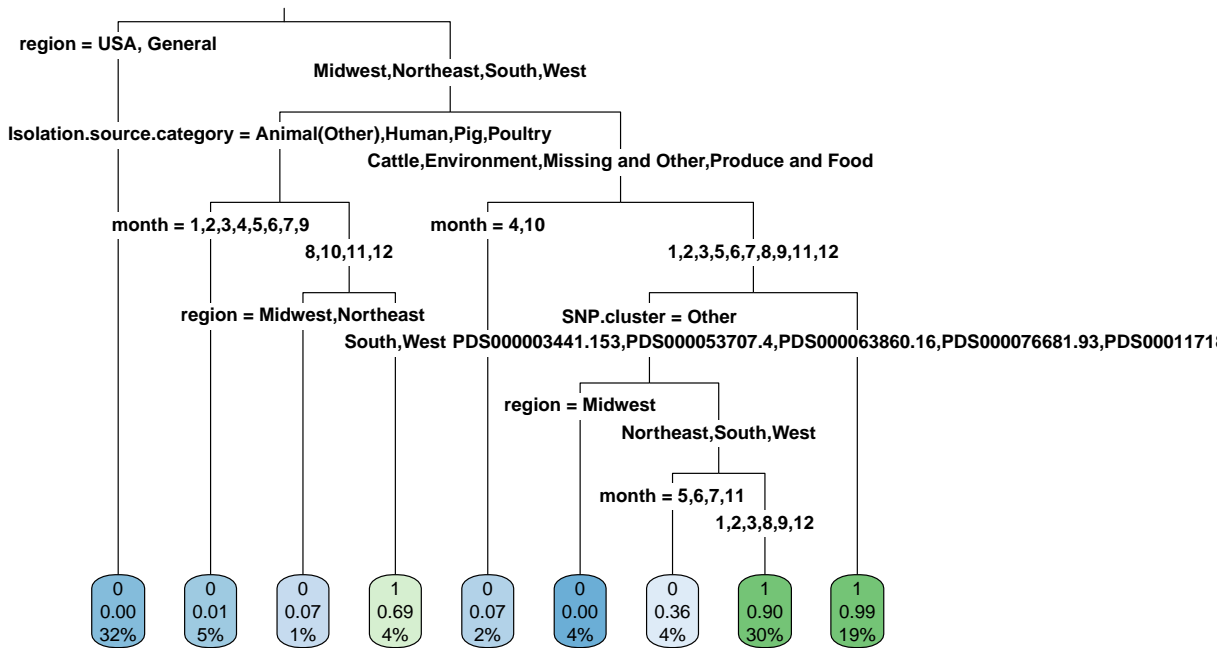 region = USA, General
Midwest,Northeast,South,West
Isolation.source.category = Animal(Other),Human,Pig,Poultry
Cattle,Environment,Missing and Other,Produce and Food
month = 1,2,3,4,5,6,7,9
month = 4,10
8,10,11,12
1,2,3,5,6,7,8,9,11,12
region = Midwest,Northeast
SNP.cluster = Other
South,West PDS000003441.153,PDS000053707.4,PDS000063860.16,PDS000076681.93,PDS00011718
region = Midwest
Northeast,South,West
month = 5,6,7,11
1,2,3,8,9,12
0 0 0 1 0 0 0 1 1
0.00 0.01 0.07 0.69 0.07 0.00 0.36 0.90 0.99
32% 5% 1% 4% 2% 4% 4% 30% 19%